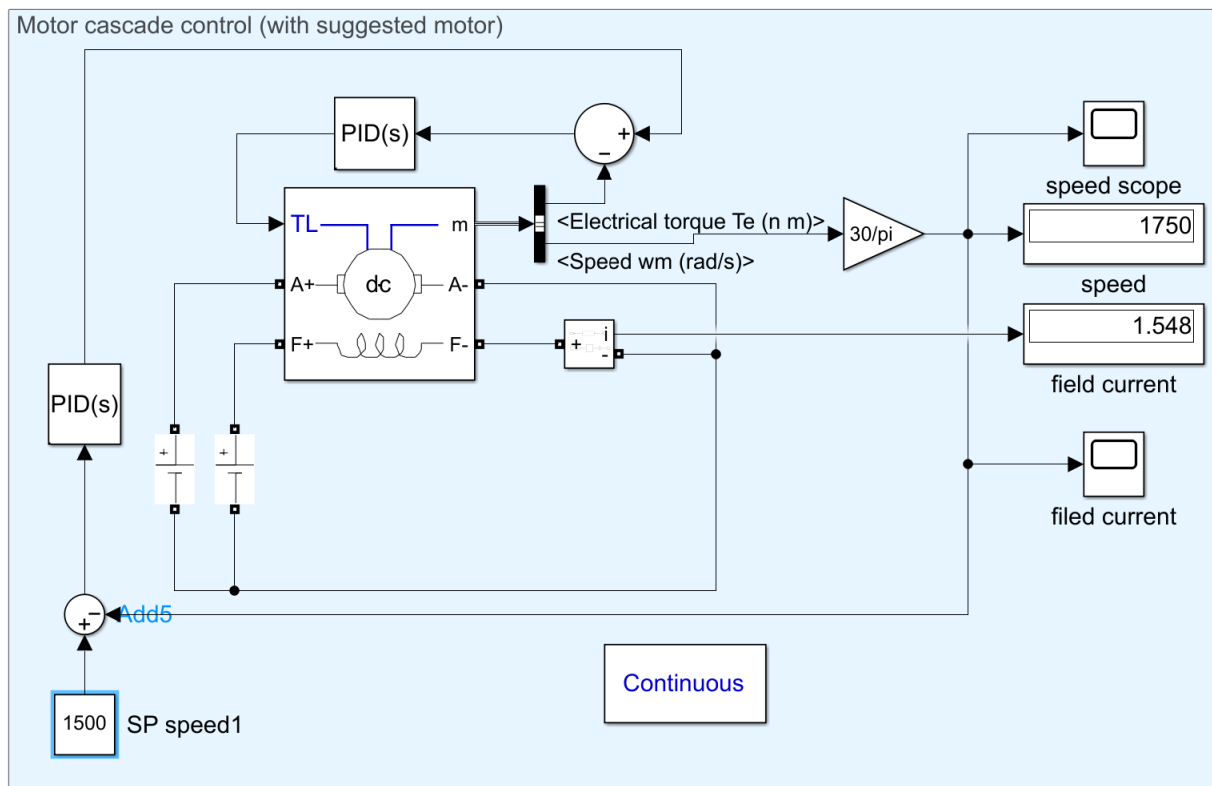 Motor cascade control (with suggested motor)
PID(s)
+
−
speed scope
TL
m
<Electrical torque Te (n m)>
30/pi
1750
<Speed wm (rad/s)>
A+
dc
A-
speed
F+
F-
i
+
-
1.548
field current
PID(s)
+
+
filed current
−
+
Add5
Continuous
1500
SP speed1